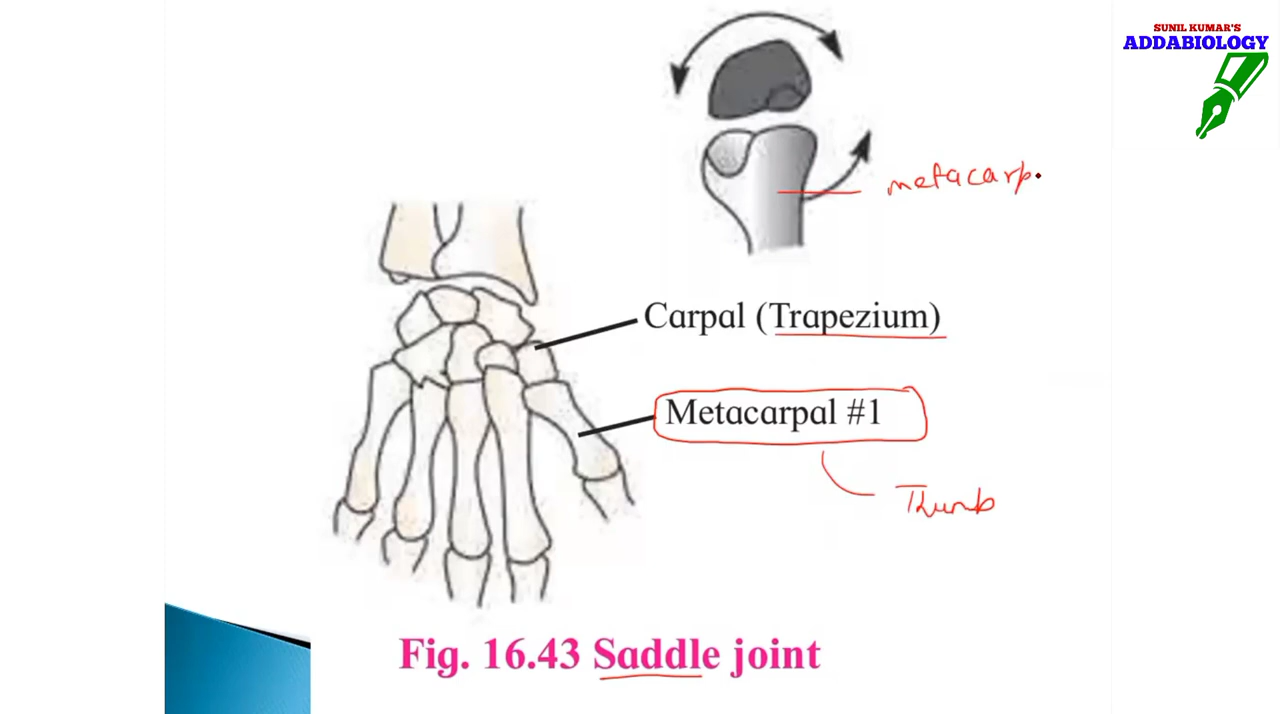 SUNIL KUMAR'S
ADDABIOLOGY
metacarp
Carpal (Trapezium)
Metacarpal #1
Thumb
Fig. 16.43 Saddle joint